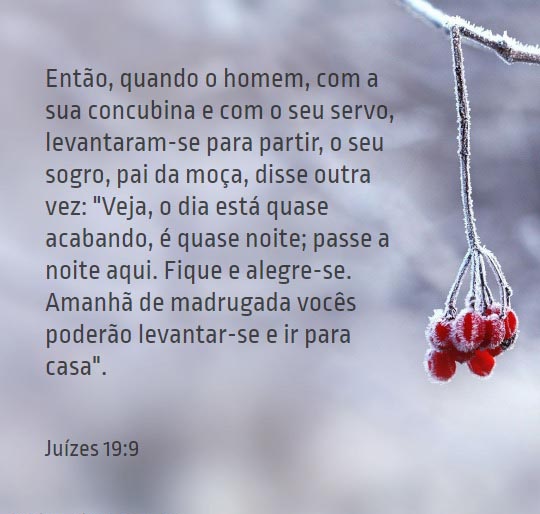 Então, quando o homem, com a
sua concubina e com o seu servo,
levantaram-se para partir, o seu
sogro, pai da moça, disse outra
vez: "Veja, o dia está quase
acabando, é quase noite; passe a
noite aqui. Fique e alegre-se.
Amanhã de madrugada vocês
poderão levantar-se e ir para
casa".
Juízes 19:9